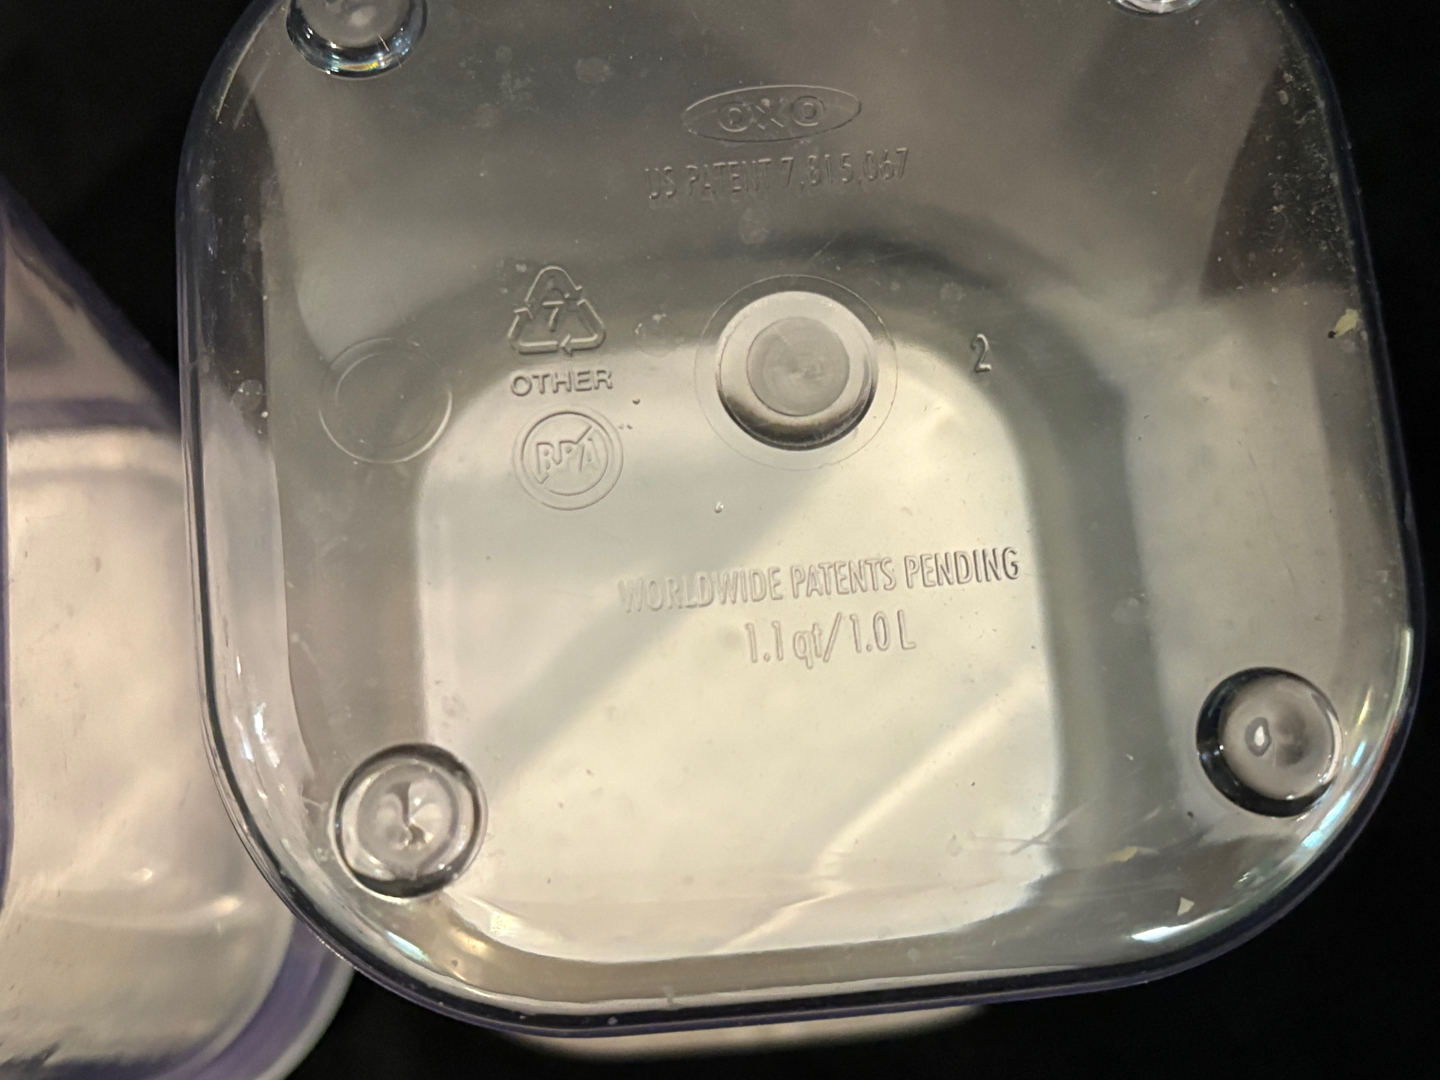 OXO
US PATENT 7,815,067
7
OTHER
2
BPA
WORLDWIDE PATENTS PENDING
1.1 qt/1.0 L